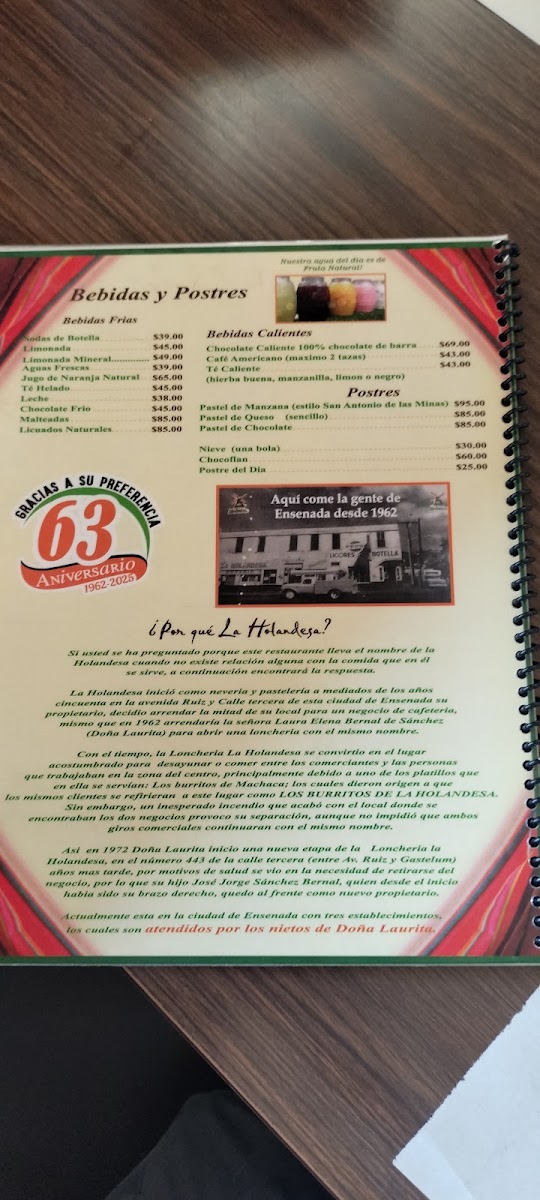 Nuestra agua del dia es de
Fruta Natural!
Bebidas y Postres
Bebidas Frias
Sodas de Botella $39.00
Limonada $45.00
Limonada Mineral............. $49.00
Aguas Frescas $39.00
Jugo de Naranja Natural $65.00
Té Helado $45.00
Leche $38.00
Chocolate Frio $45.00
Malteadas $85.00
Licuados Naturales $85.00
Bebidas Calientes
Chocolate Caliente 100% chocolate de barra $69.00
Café Americano (maximo 2 tazas) $43.00
Té Caliente $43.00
(hierba buena, manzanilla, limon o negro)
Postres
Pastel de Manzana (estilo San Antonio de las Minas) $95.00
Pastel de Queso (sencillo) $85.00
Pastel de Chocolate $85.00
Nieve (una bola) $30.00
Chocoflan $60.00
Postre del Dia $25.00
GRACIAS A SU PREFERENCIA
63
ANIVERSARIO
1962-2025
Aquí come la gente de
Ensenada desde 1962
LICORES BOTELLA
LA HOLANDESA
¿Por qué La Holandesa?
Si usted se ha preguntado porque este restaurante lleva el nombre de la
Holandesa cuando no existe relación alguna con la comida que en él
se sirve, a continuación encontrará la respuesta.
La Holandesa inició como neveria y pastelería a mediados de los años
cincuenta en la avenida Ruiz y Calle tercera de esta ciudad de Ensenada su
propietario, decidio arrendar la mitad de su local para un negocio de cafeteria,
mismo que en 1962 arrendaría la señora Laura Elena Bernal de Sánchez
(Doña Laurita) para abrir una loncheria con el mismo nombre.
Con el tiempo, la Loncheria La Holandesa se convirtio en el lugar
acostumbrado para desayunar o comer entre los comerciantes y las personas
que trabajaban en la zona del centro, principalmente debido a uno de los platillos que
en ella se servían: Los burritos de Machaca; los cuales dieron origen a que
los mismos clientes se refirieran a este lugar como LOS BURRITOS DE LA HOLANDESA.
Sin embargo, un inesperado incendio que acabó con el local donde se
encontraban los dos negocios provoco su separación, aunque no impidió que ambos
giros comerciales continuaran con el mismo nombre.
Asi en 1972 Doña Laurita inicio una nueva etapa de la Loncheria la
Holandesa, en el número 443 de la calle tercera (entre Av. Ruiz y Gastelum)
años mas tarde, por motivos de salud se vio en la necesidad de retirarse del
negocio, por lo que su hijo José Jorge Sánchez Bernal, quien desde el inicio
habia sido su brazo derecho, quedo al frente como nuevo propietario.
Actualmente esta en la ciudad de Ensenada con tres establecimientos,
los cuales son atendidos por los nietos de Doña Laurita.